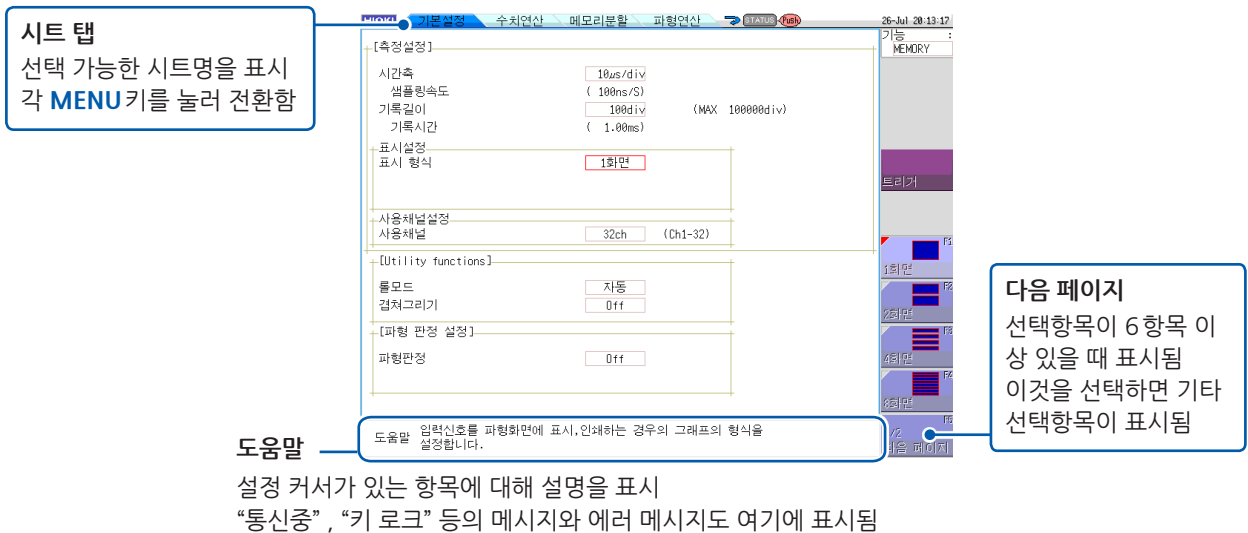 시트 탭
선택 가능한 시트명을 표시
각 MENU키를 눌러 전환함
HIOKI 기본설정 수치연산 메모리분할 파형연산 STATUS Push 26-Jul 20:13:17
기능 :
MEMORY
[측정설정]
시간축 10µs/div
샘플링속도 ( 100ns/S)
기록길이 100div (MAX 100000div)
기록시간 ( 1.00ms)
표시설정
표시 형식 1화면
트리거
사용채널설정
사용채널 32ch (Ch1-32)
F1
1화면
[Utility functions]
롤모드 자동
겹쳐그리기 Off
F2
2화면
[파형 판정 설정]
파형판정 Off
F3
4화면
F4
8화면
F5
/2
다음 페이지
다음 페이지
선택항목이 6항목 이
상 있을 때 표시됨
이것을 선택하면 기타
선택항목이 표시됨
도움말 입력신호를 파형화면에 표시,인쇄하는 경우의 그래프의 형식을
설정합니다.
도움말
설정 커서가 있는 항목에 대해 설명을 표시
“통신중” , “키 로크” 등의 메시지와 에러 메시지도 여기에 표시됨